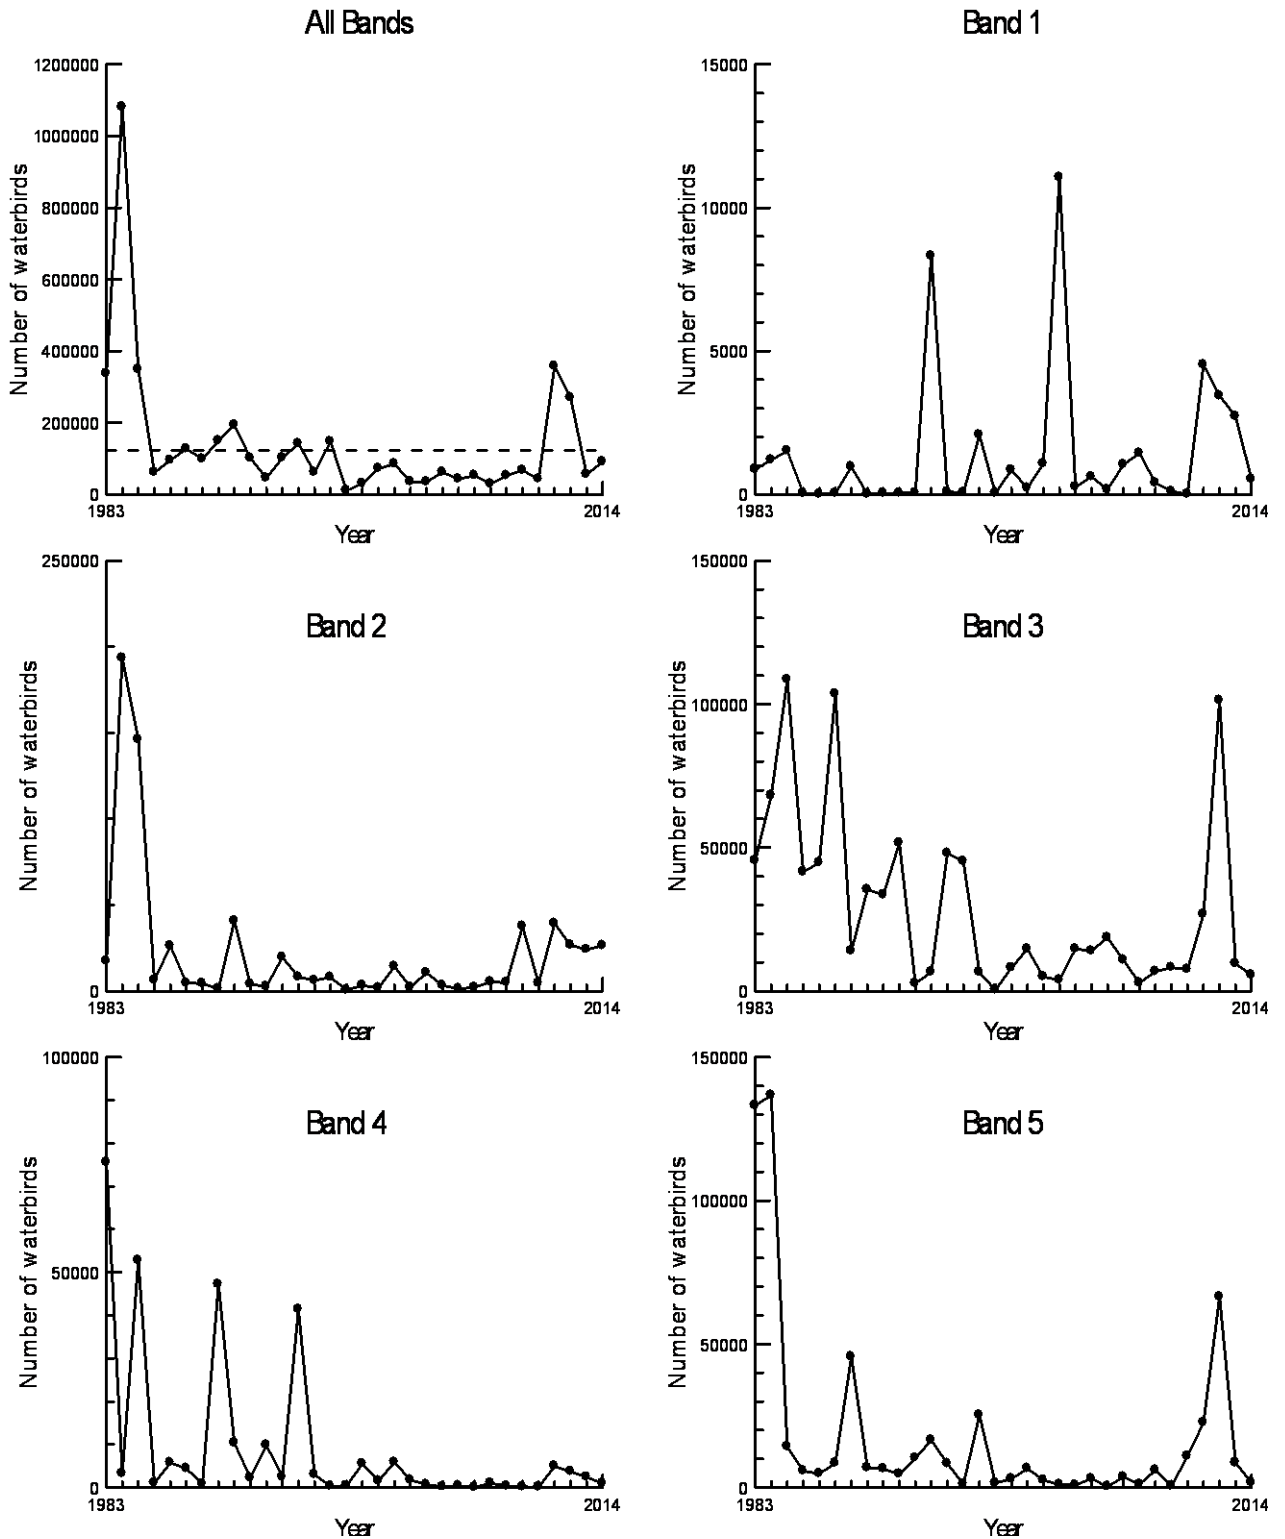 All Bands
Number of waterbirds
1200000
1000000
800000
600000
400000
200000
0
1983
2014
Year
Band 1
Number of waterbirds
15000
10000
5000
0
1983
2014
Year
Band 2
Number of waterbirds
250000
0
1983
2014
Year
Band 3
Number of waterbirds
150000
100000
50000
0
1983
2014
Year
Band 4
Number of waterbirds
100000
50000
0
1983
2014
Year
Band 5
Number of waterbirds
150000
100000
50000
0
1983
2014
Year